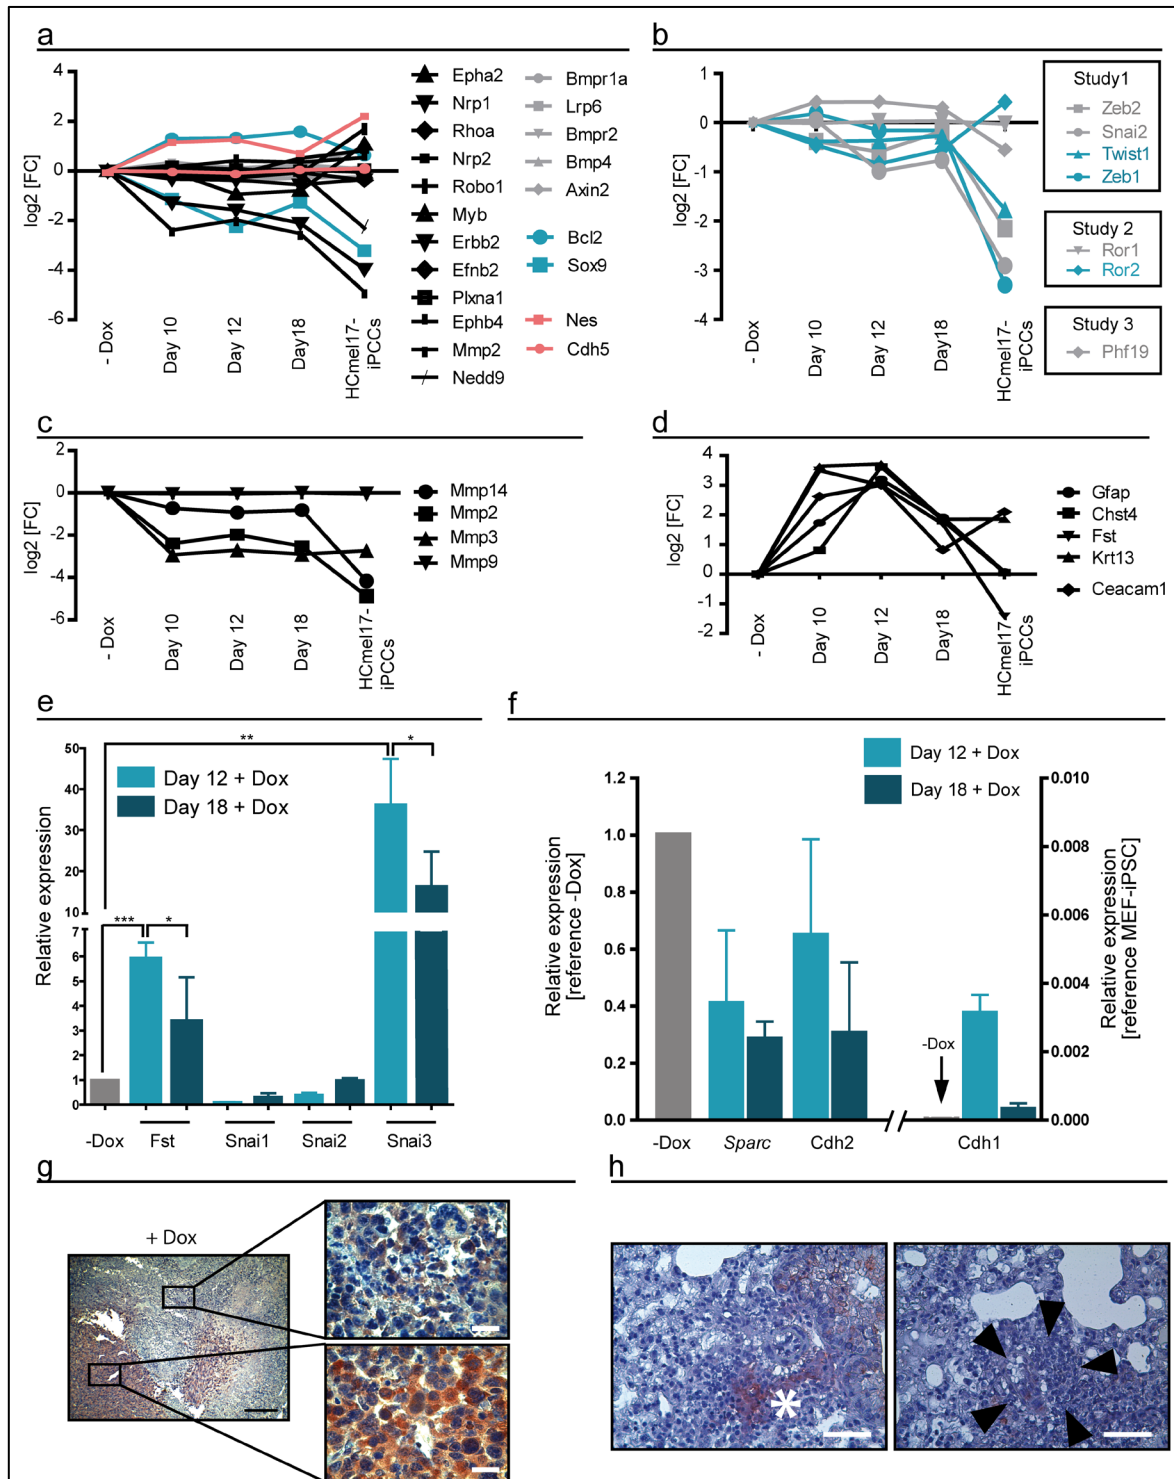 a
4
2
0
-2
-4
-6
log2 [FC]
- Dox
Day 10
Day 12
Day18
HCmel17-
iPCCs
Epha2
Nrp1
Rhoa
Nrp2
Robo1
Myb
Erbb2
Efnb2
Plxna1
Ephb4
Mmp2
Nedd9
Bmpr1a
Lrp6
Bmpr2
Bmp4
Axin2
Bcl2
Sox9
Nes
Cdh5
b
1
0
-1
-2
-3
-4
log2 [FC]
- Dox
Day 10
Day 12
Day18
HCmel17-
iPCCs
Study1
Zeb2
Snai2
Twist1
Zeb1
Study 2
Ror1
Ror2
Study 3
Phf19
c
2
0
-2
-4
-6
log2 [FC]
- Dox
Day 10
Day 12
Day18
HCmel17-
iPCCs
Mmp14
Mmp2
Mmp3
Mmp9
d
4
3
2
1
0
-1
-2
log2 [FC]
- Dox
Day 10
Day 12
Day18
HCmel17-
iPCCs
Gfap
Chst4
Fst
Krt13
Ceacam1
e
50
40
30
20
10
7
6
5
4
3
2
1
0
Relative expression
Day 12 + Dox
Day 18 + Dox
**
*
***
*
-Dox Fst Snai1 Snai2 Snai3
f
Day 12 + Dox
Day 18 + Dox
1.2
1.0
0.8
0.6
0.4
0.2
0.0
Relative expression
[reference -Dox]
0.010
0.008
0.006
0.004
0.002
0.000
Relative expression
[reference MEF-iPSC]
-Dox
-Dox Sparc Cdh2 Cdh1
g
+ Dox
h
*